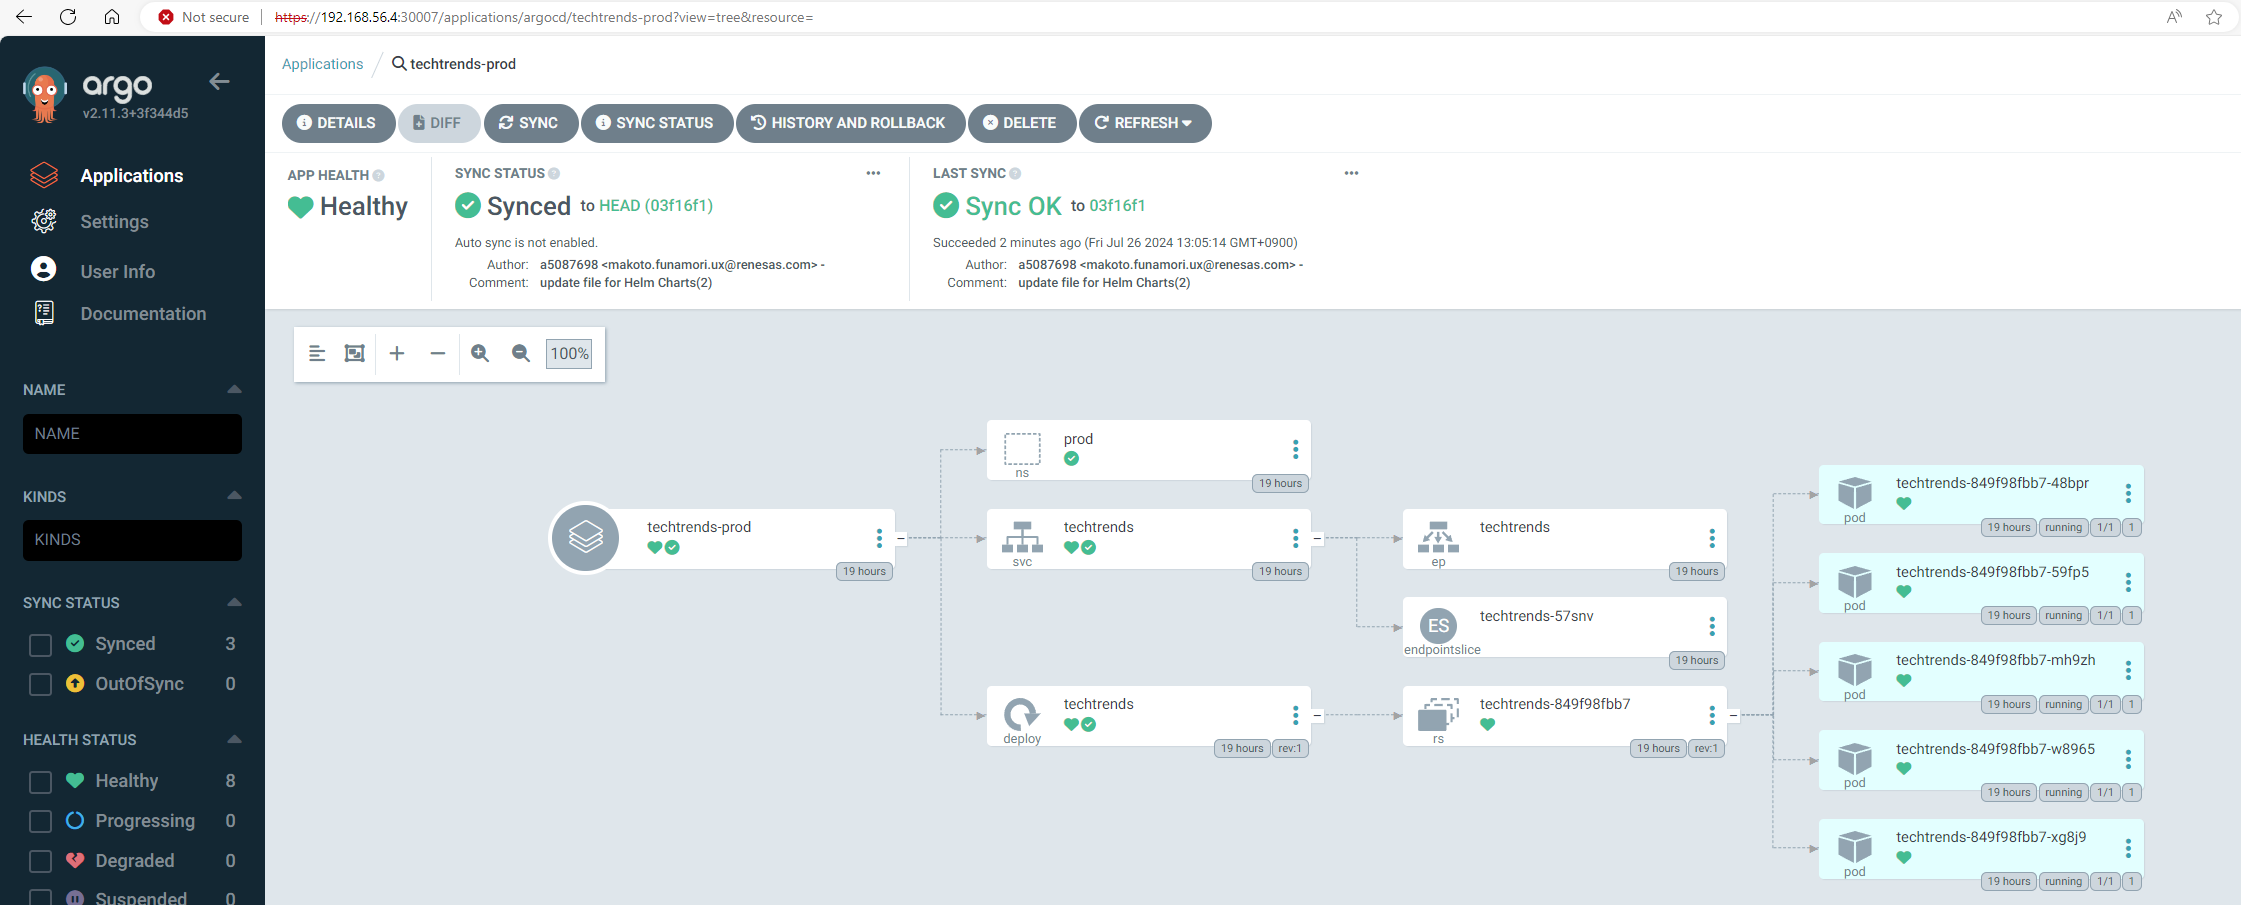 Not secure | https://192.168.56.4:30007/applications/argocd/techtrends-prod?view=tree&resource=
argo
v2.11.3+3f344d5
Applications
Settings
User Info
Documentation
NAME
NAME
KINDS
KINDS
SYNC STATUS
Synced 3
OutOfSync 0
HEALTH STATUS
Healthy 8
Progressing 0
Degraded 0
Suspended 0
Applications / techtrends-prod
DETAILS DIFF SYNC SYNC STATUS HISTORY AND ROLLBACK DELETE REFRESH
APP HEALTH
Healthy
SYNC STATUS
Synced to HEAD (03f16f1)
Auto sync is not enabled.
Author: a5087698 <makoto.funamori.ux@renesas.com> -
Comment: update file for Helm Charts(2)
LAST SYNC
Sync OK to 03f16f1
Succeeded 2 minutes ago (Fri Jul 26 2024 13:05:14 GMT+0900)
Author: a5087698 <makoto.funamori.ux@renesas.com> -
Comment: update file for Helm Charts(2)
100%
techtrends-prod
19 hours
prod
ns
19 hours
techtrends
svc
19 hours
techtrends
deploy
19 hours rev:1
techtrends
ep
19 hours
ES
techtrends-57snv
endpointslice
19 hours
techtrends-849f98fbb7
rs
19 hours rev:1
techtrends-849f98fbb7-48bpr
pod
19 hours running 1/1 1
techtrends-849f98fbb7-59fp5
pod
19 hours running 1/1 1
techtrends-849f98fbb7-mh9zh
pod
19 hours running 1/1 1
techtrends-849f98fbb7-w8965
pod
19 hours running 1/1 1
techtrends-849f98fbb7-xg8j9
pod
19 hours running 1/1 1